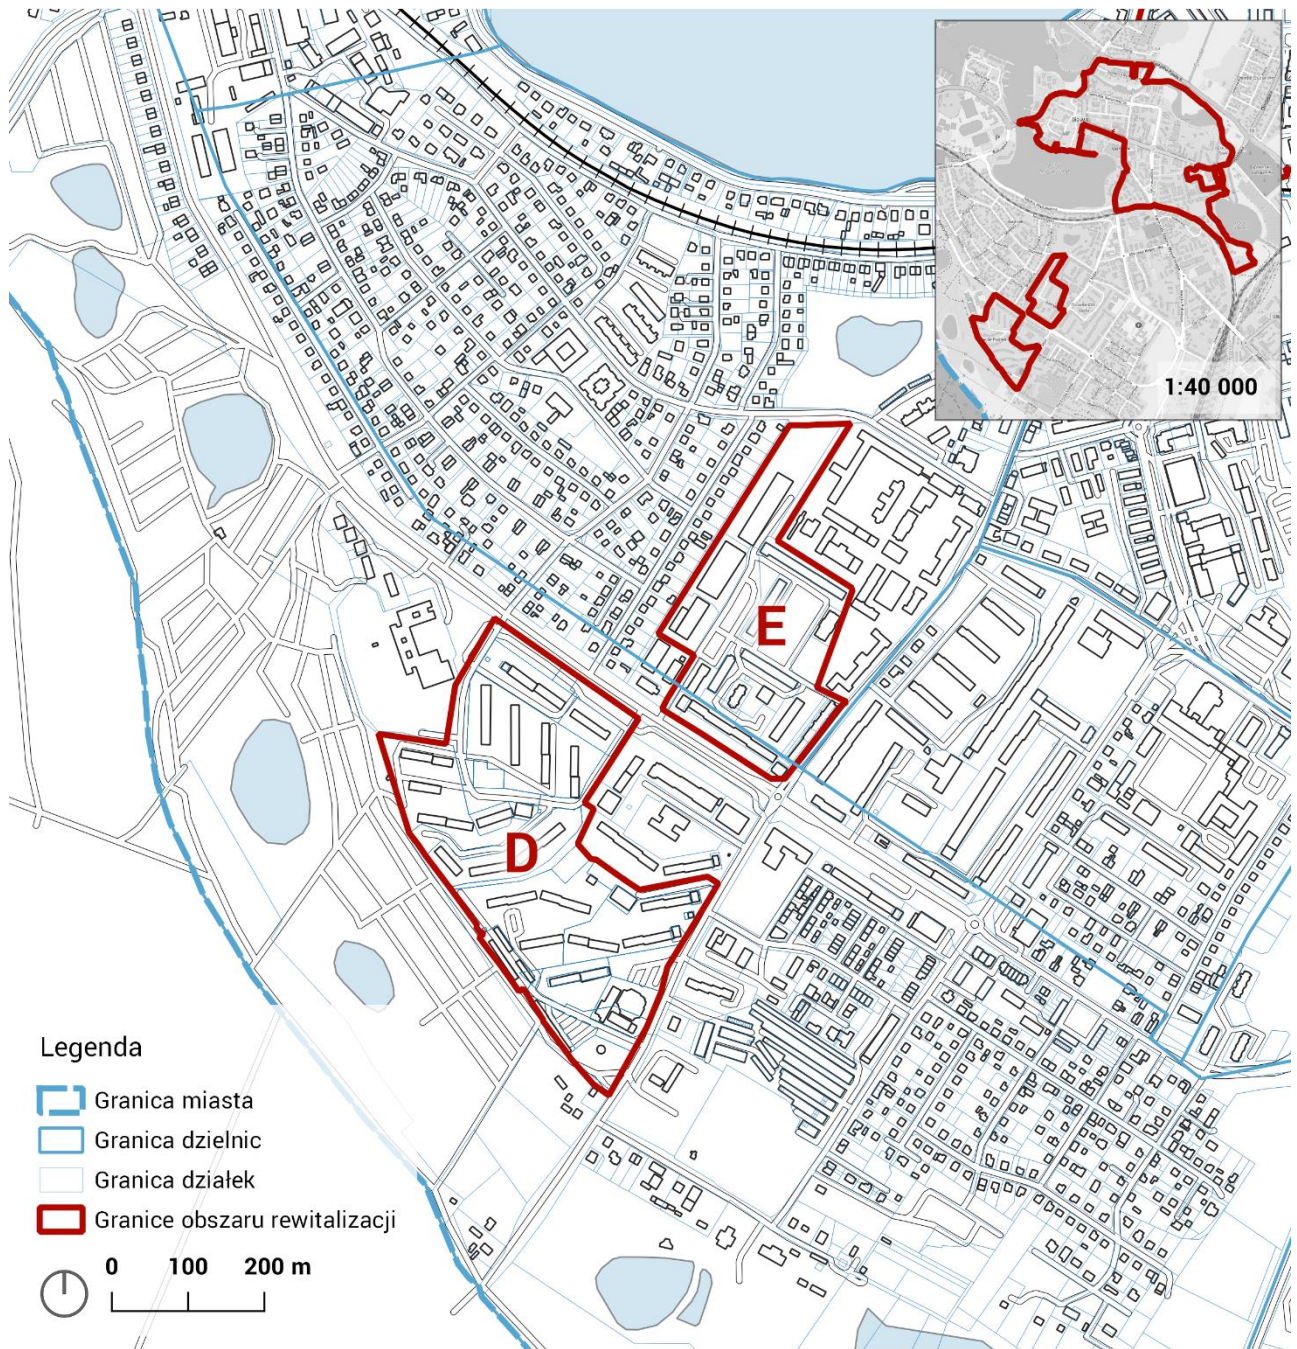 1:40 000
E
D
Legenda
Granica miasta
Granica dzielnic
Granica działek
Granice obszaru rewitalizacji
0 100 200 m